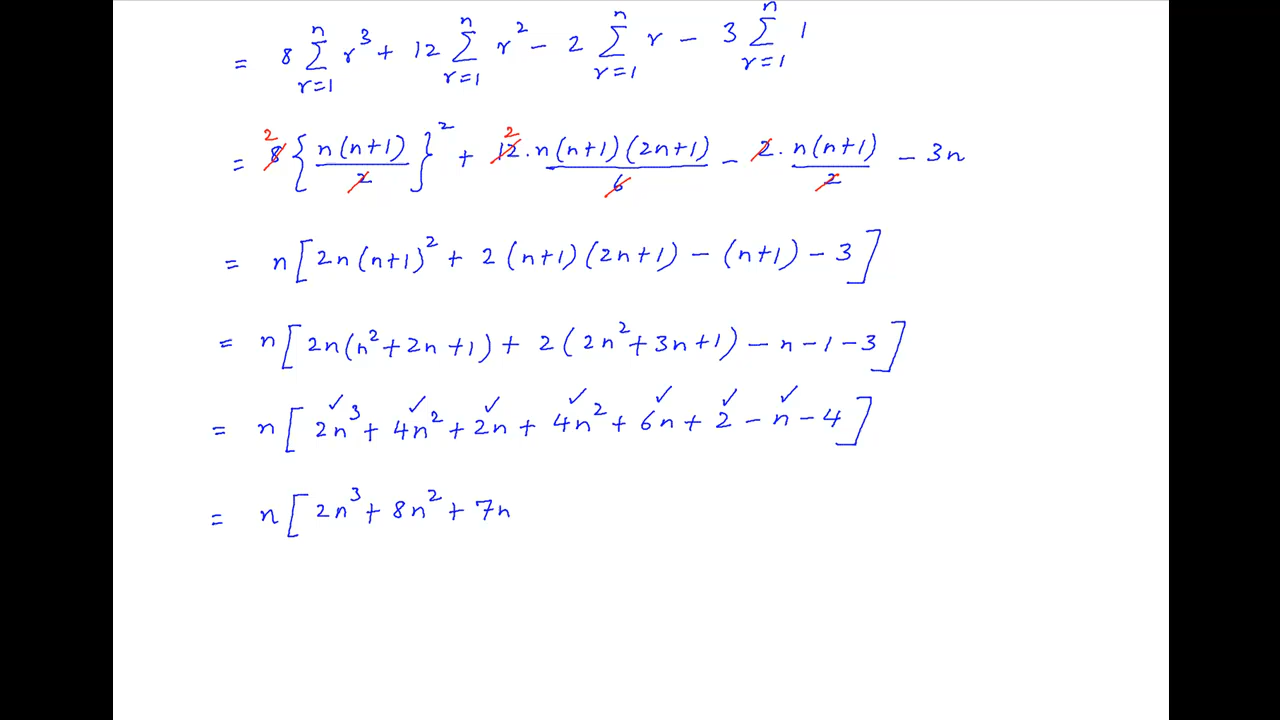 = 8 ∑_{r=1}^{n} r³ + 12 ∑_{r=1}^{n} r² − 2 ∑_{r=1}^{n} r − 3 ∑_{r=1}^{n} 1
= 2 8 { n(n+1) / 2 }² + 2 12 · n(n+1)(2n+1) / 6 − 2 · n(n+1) / 2 − 3n
= n [ 2n(n+1)² + 2(n+1)(2n+1) − (n+1) − 3 ]
= n [ 2n(n² + 2n + 1) + 2(2n² + 3n + 1) − n − 1 − 3 ]
= n [ 2n³ + 4n² + 2n + 4n² + 6n + 2 − n − 4 ]
= n [ 2n³ + 8n² + 7n